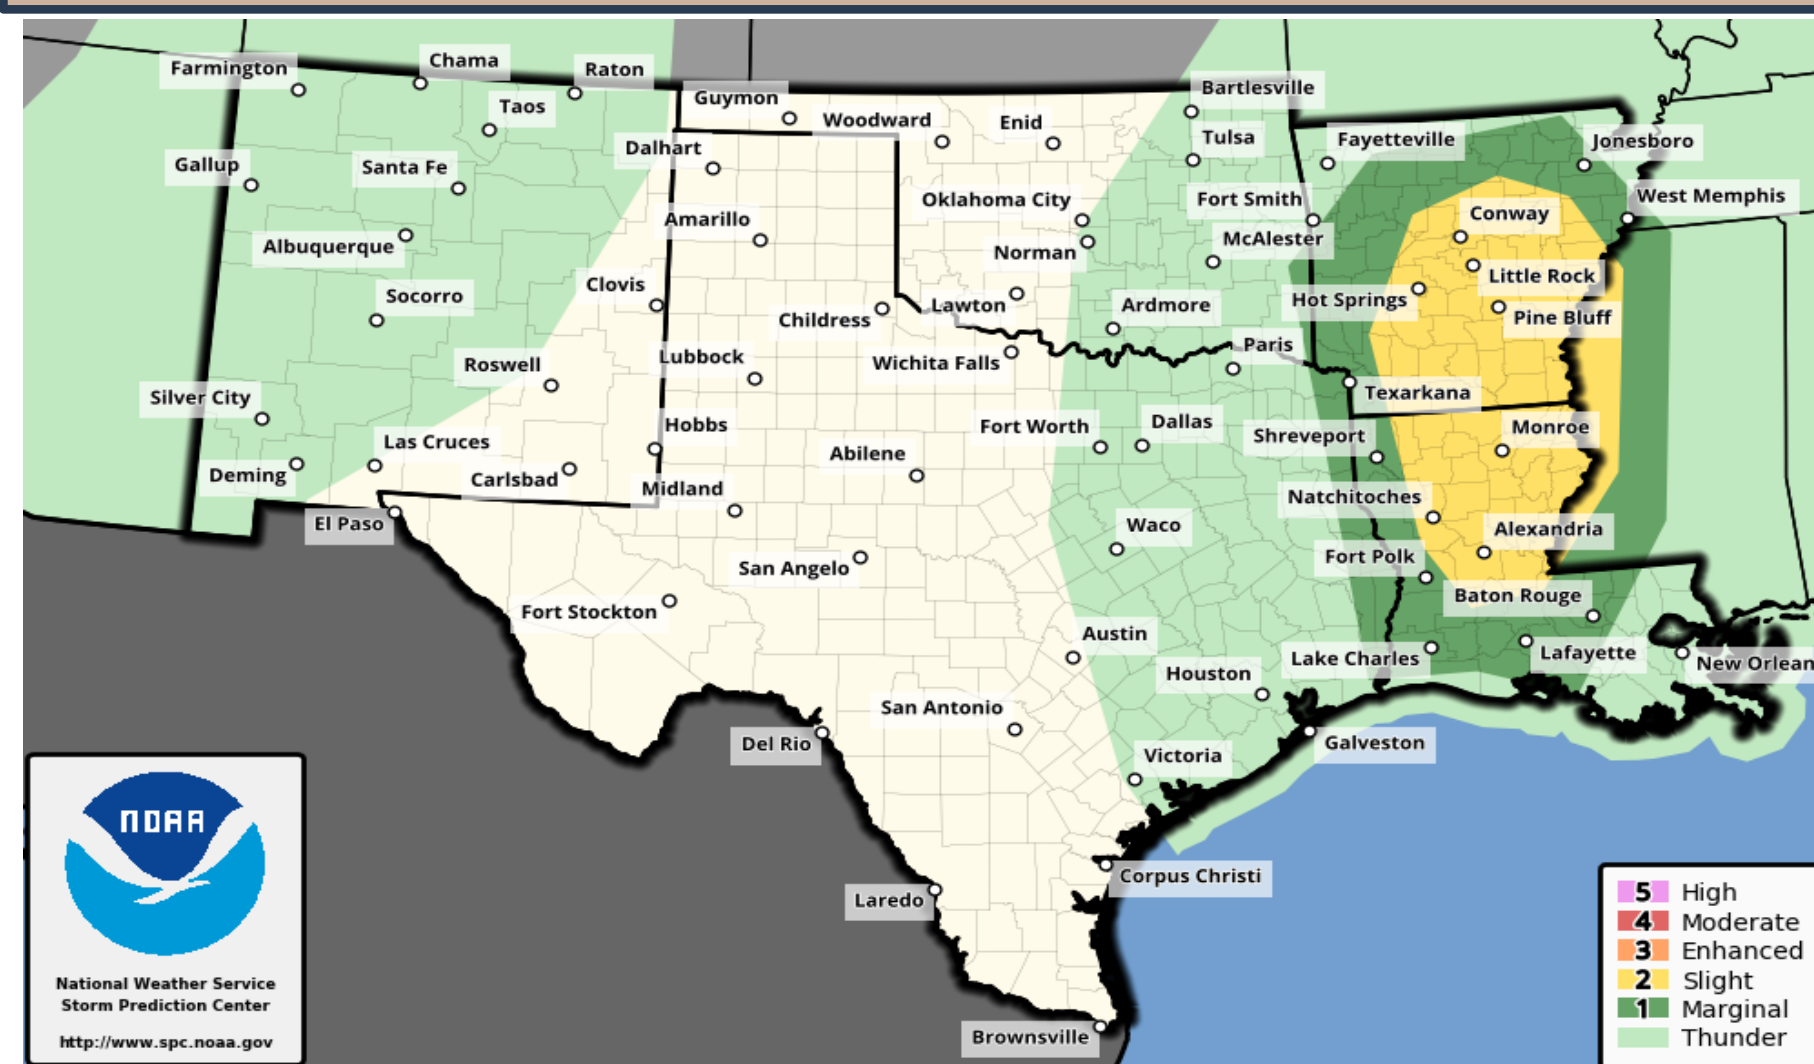 Farmington
Chama
Raton
Taos
Guymon
Woodward
Enid
Bartlesville
Tulsa
Fayetteville
Jonesboro
Gallup
Santa Fe
Dalhart
Oklahoma City
Fort Smith
West Memphis
Albuquerque
Amarillo
Norman
McAlester
Conway
Socorro
Clovis
Childress
Lawton
Ardmore
Hot Springs
Little Rock
Pine Bluff
Roswell
Lubbock
Wichita Falls
Paris
Texarkana
Silver City
Las Cruces
Hobbs
Fort Worth
Dallas
Shreveport
Monroe
Deming
Carlsbad
Midland
Abilene
Natchitoches
El Paso
San Angelo
Waco
Alexandria
Fort Polk
Fort Stockton
Austin
Baton Rouge
Houston
Lake Charles
Lafayette
New Orlean
San Antonio
Del Rio
Victoria
Galveston
Laredo
Corpus Christi
Brownsville
NOAA
National Weather Service
Storm Prediction Center
http://www.spc.noaa.gov
5 High
4 Moderate
3 Enhanced
2 Slight
1 Marginal
Thunder